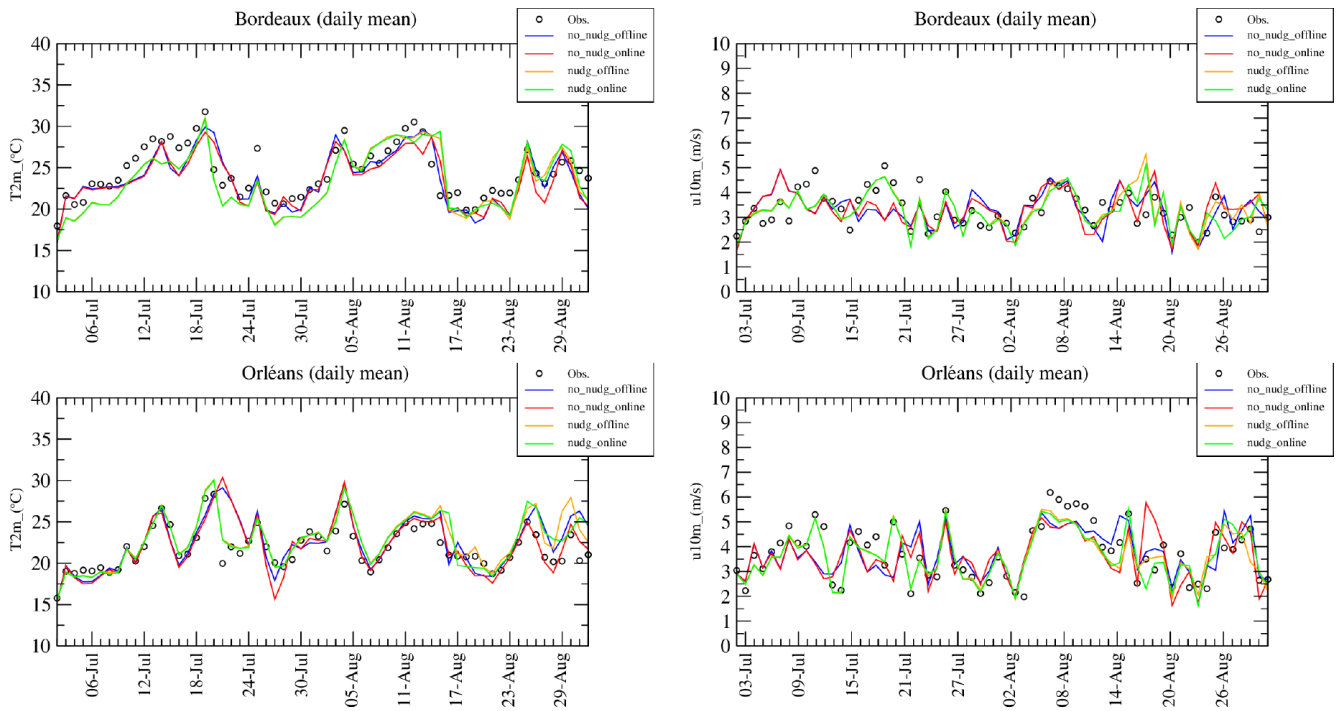 Bordeaux (daily mean)
Obs.
no_nudg_offline
no_nudg_online
nudg_offline
nudg_online
T2m_(°C)
40
35
30
25
20
15
10
06-Jul
12-Jul
18-Jul
24-Jul
30-Jul
05-Aug
11-Aug
17-Aug
23-Aug
29-Aug
Bordeaux (daily mean)
Obs.
no_nudg_offline
no_nudg_online
nudg_offline
nudg_online
u10m_(m/s)
10
9
8
7
6
5
4
3
2
1
0
03-Jul
09-Jul
15-Jul
21-Jul
27-Jul
02-Aug
08-Aug
14-Aug
20-Aug
26-Aug
Orléans (daily mean)
Obs.
no_nudg_offline
no_nudg_online
nudg_offline
nudg_online
T2m_(°C)
40
35
30
25
20
15
10
06-Jul
12-Jul
18-Jul
24-Jul
30-Jul
05-Aug
11-Aug
17-Aug
23-Aug
29-Aug
Orléans (daily mean)
Obs.
no_nudg_offline
no_nudg_online
nudg_offline
nudg_online
u10m_(m/s)
10
9
8
7
6
5
4
3
2
1
0
03-Jul
09-Jul
15-Jul
21-Jul
27-Jul
02-Aug
08-Aug
14-Aug
20-Aug
26-Aug